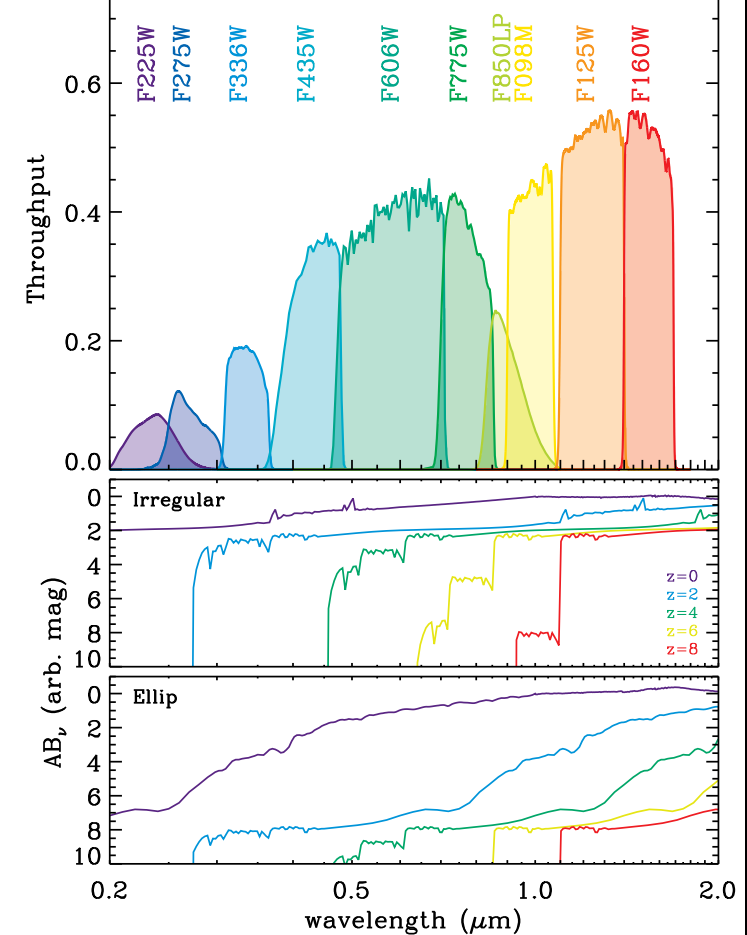 F225W F275W F336W F435W F606W F775W F850LP F098M F125W F160W
0.6
0.4
0.2
0.0
Throughput
Irregular
0
2
4
6
8
10
z=0
z=2
z=4
z=6
z=8
ABν (arb. mag)
Ellip
0
2
4
6
8
10
0.2 0.5 1.0 2.0
wavelength (μm)